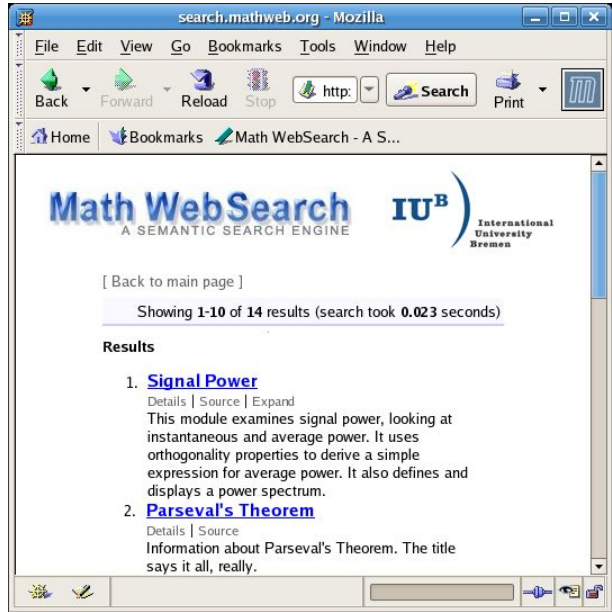 search.mathweb.org - Mozilla
File Edit View Go Bookmarks Tools Window Help
Back Forward Reload Stop http: Search Print
Home Bookmarks Math WebSearch - A S...
Math WebSearch
A SEMANTIC SEARCH ENGINE
IUB
International
University
Bremen
[ Back to main page ]
Showing 1-10 of 14 results (search took 0.023 seconds)
Results
1. Signal Power
Details | Source | Expand
This module examines signal power, looking at
instantaneous and average power. It uses
orthogonality properties to derive a simple
expression for average power. It also defines and
displays a power spectrum.
2. Parseval's Theorem
Details | Source
Information about Parseval's Theorem. The title
says it all, really.